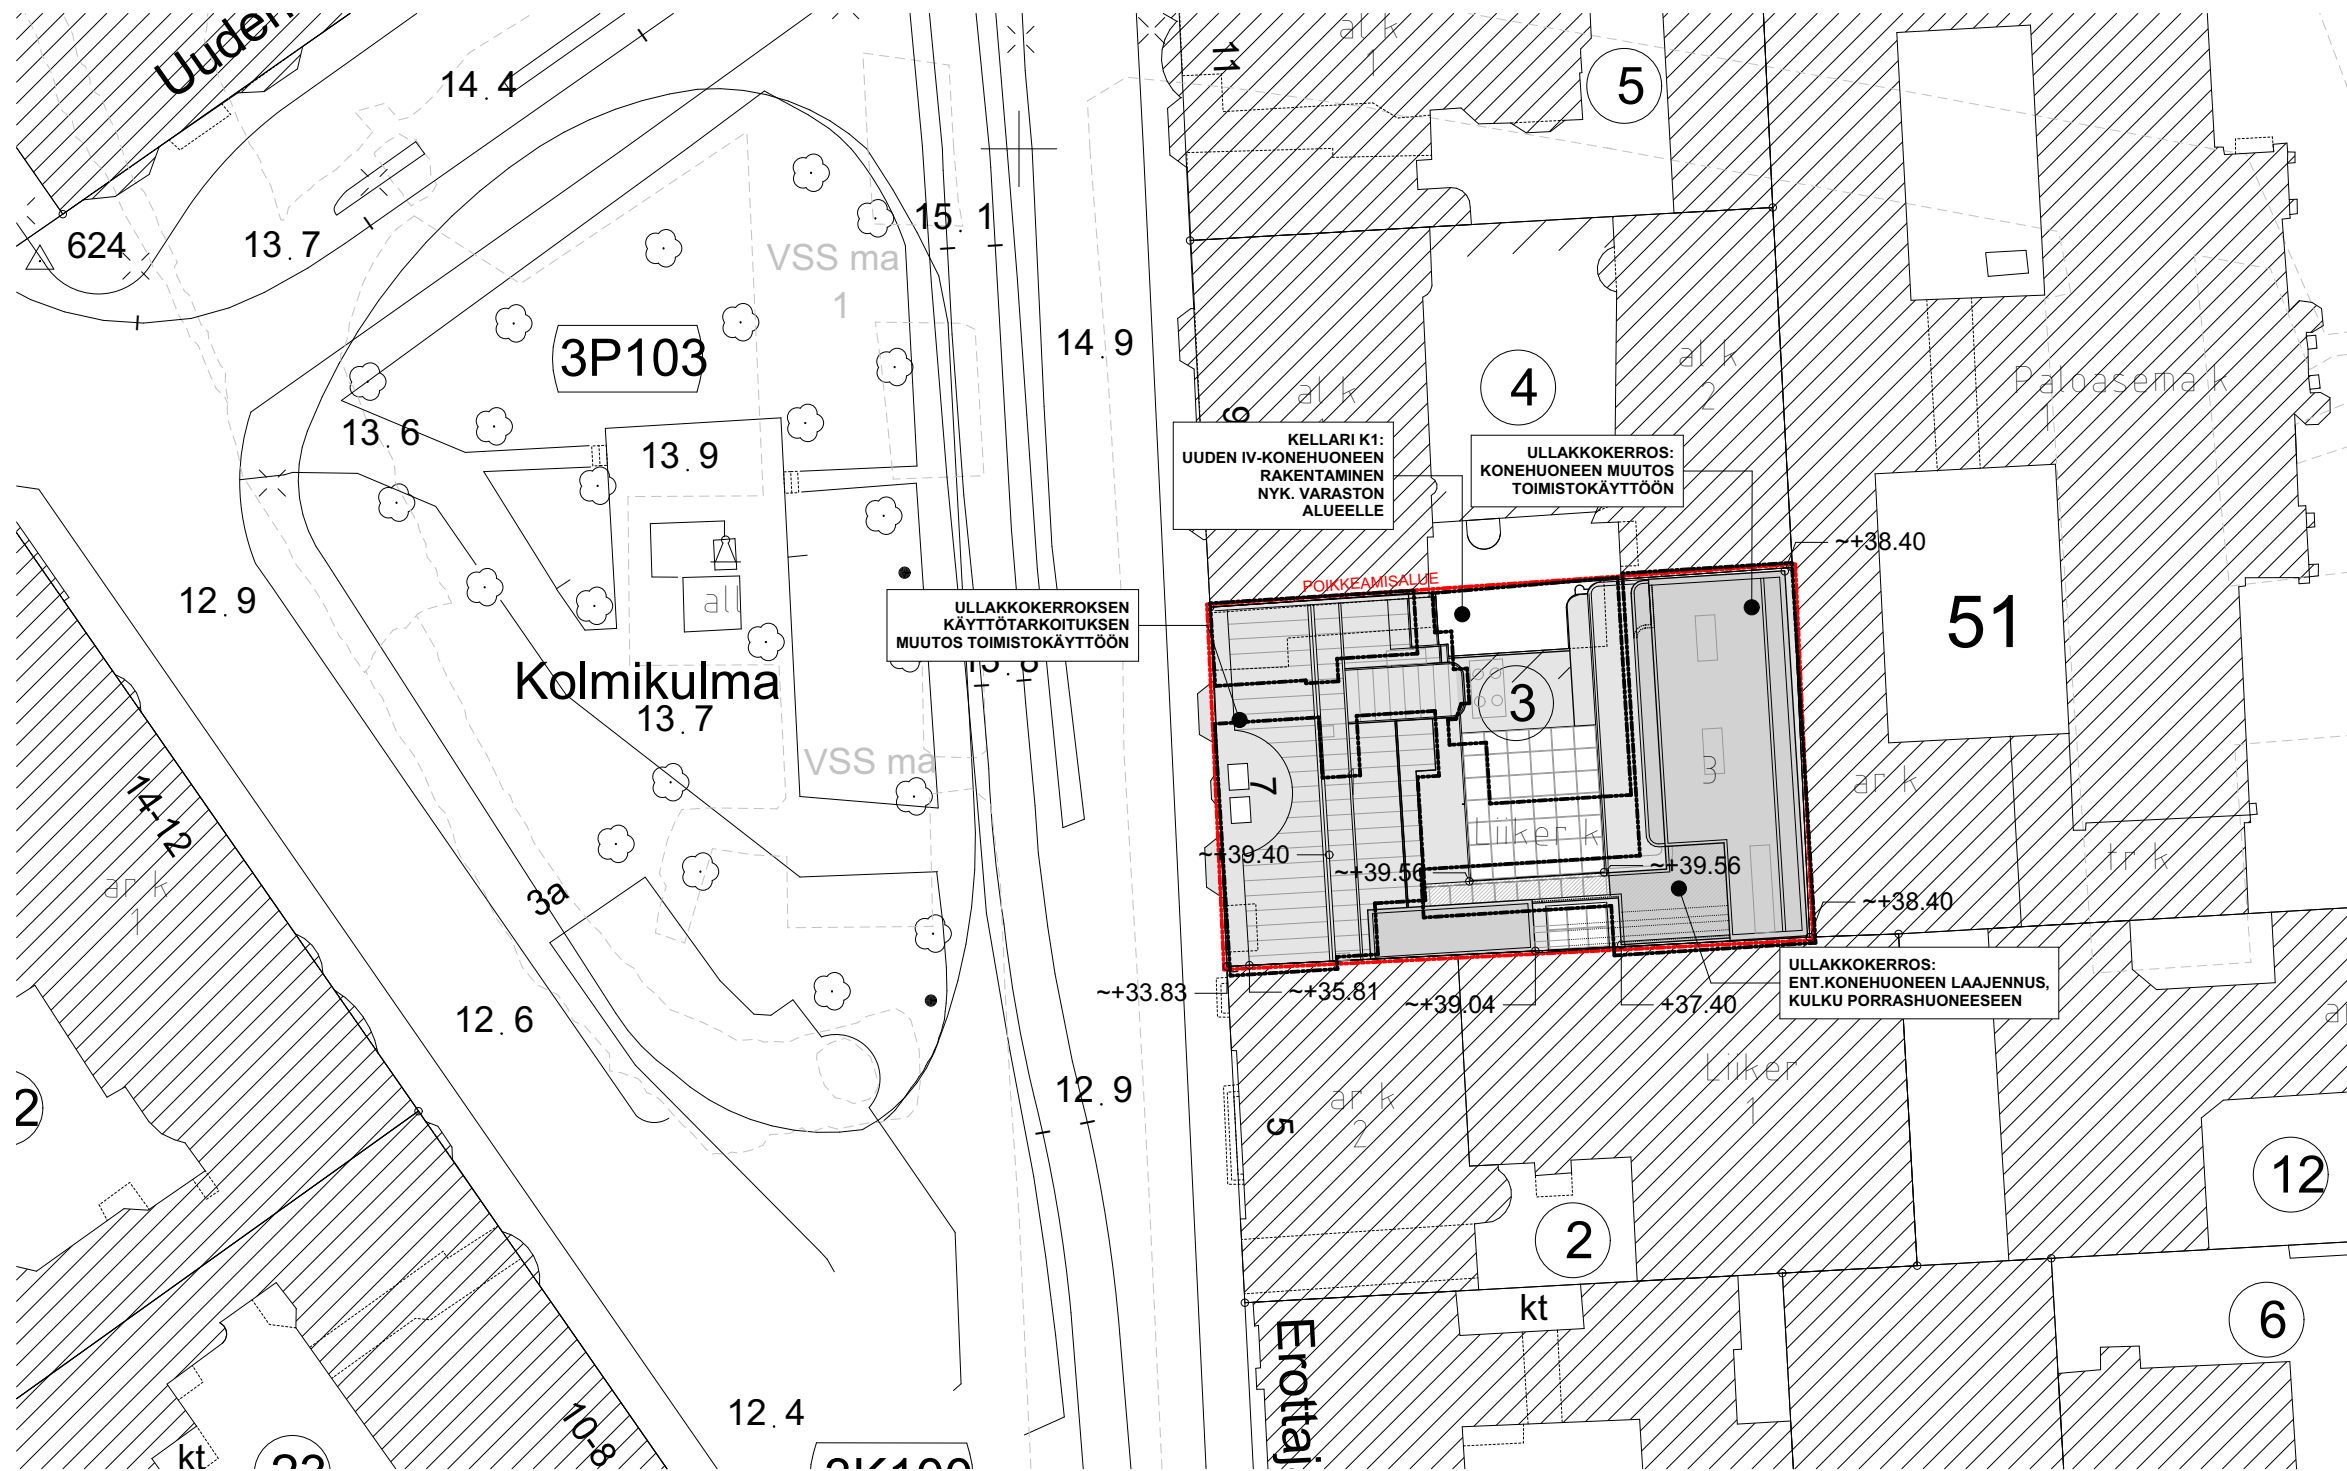 Uuden
14.4
11
al k
1
5
624
13.7
15.1
VSS ma
1
14.9
3P103
13.6
13.9
al k
9
4
al k
2
Paloasema k
1
KELLARI K1:
UUDEN IV-KONEHUONEEN
RAKENTAMINEN
NYK. VARASTON
ALUEELLE
ULLAKKOKERROS:
KONEHUONEEN MUUTOS
TOIMISTOKÄYTTÖÖN
~+38.40
POIKKEAMISALUE
12.9
all
ULLAKKOKERROKSEN
KÄYTTÖTARKOITUKSEN
MUUTOS TOIMISTOKÄYTTÖÖN
51
Kolmikulma
13.7
3
VSS ma
7
3
ar k
14-12
Liiker k
~+39.40
~+39.56
~+39.56
tr k
ar k
1
3a
~+38.40
ULLAKKOKERROS:
ENT.KONEHUONEEN LAAJENNUS,
KULKU PORRASHUONEESEEN
~+33.83
~+35.81
~+39.04
+37.40
12.6
12.9
Liiker
1
ar k
2
5
2
12
2
kt
6
Erottaj
12.4
10-8
kt